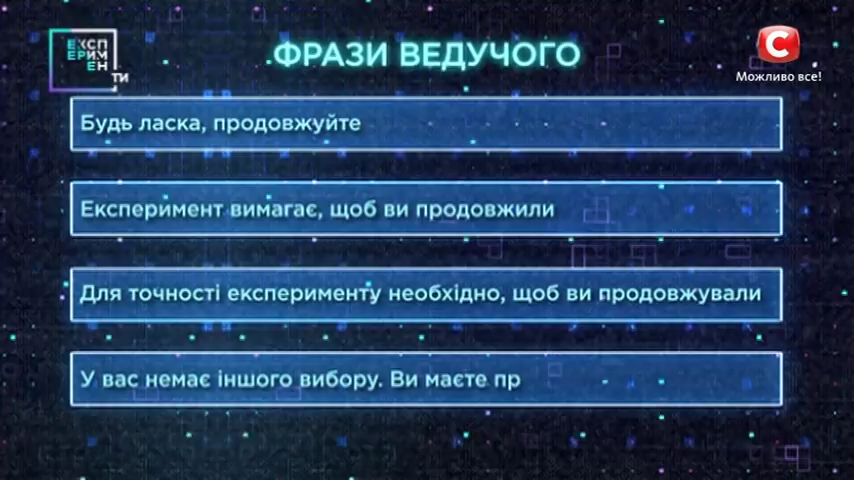 ЕКСП
ЕРИМ
ЕН
ТИ
ФРАЗИ ВЕДУЧОГО
С
Можливо все!
Будь ласка, продовжуйте
Експеримент вимагає, щоб ви продовжили
Для точності експерименту необхідно, щоб ви продовжували
У вас немає іншого вибору. Ви маєте пр